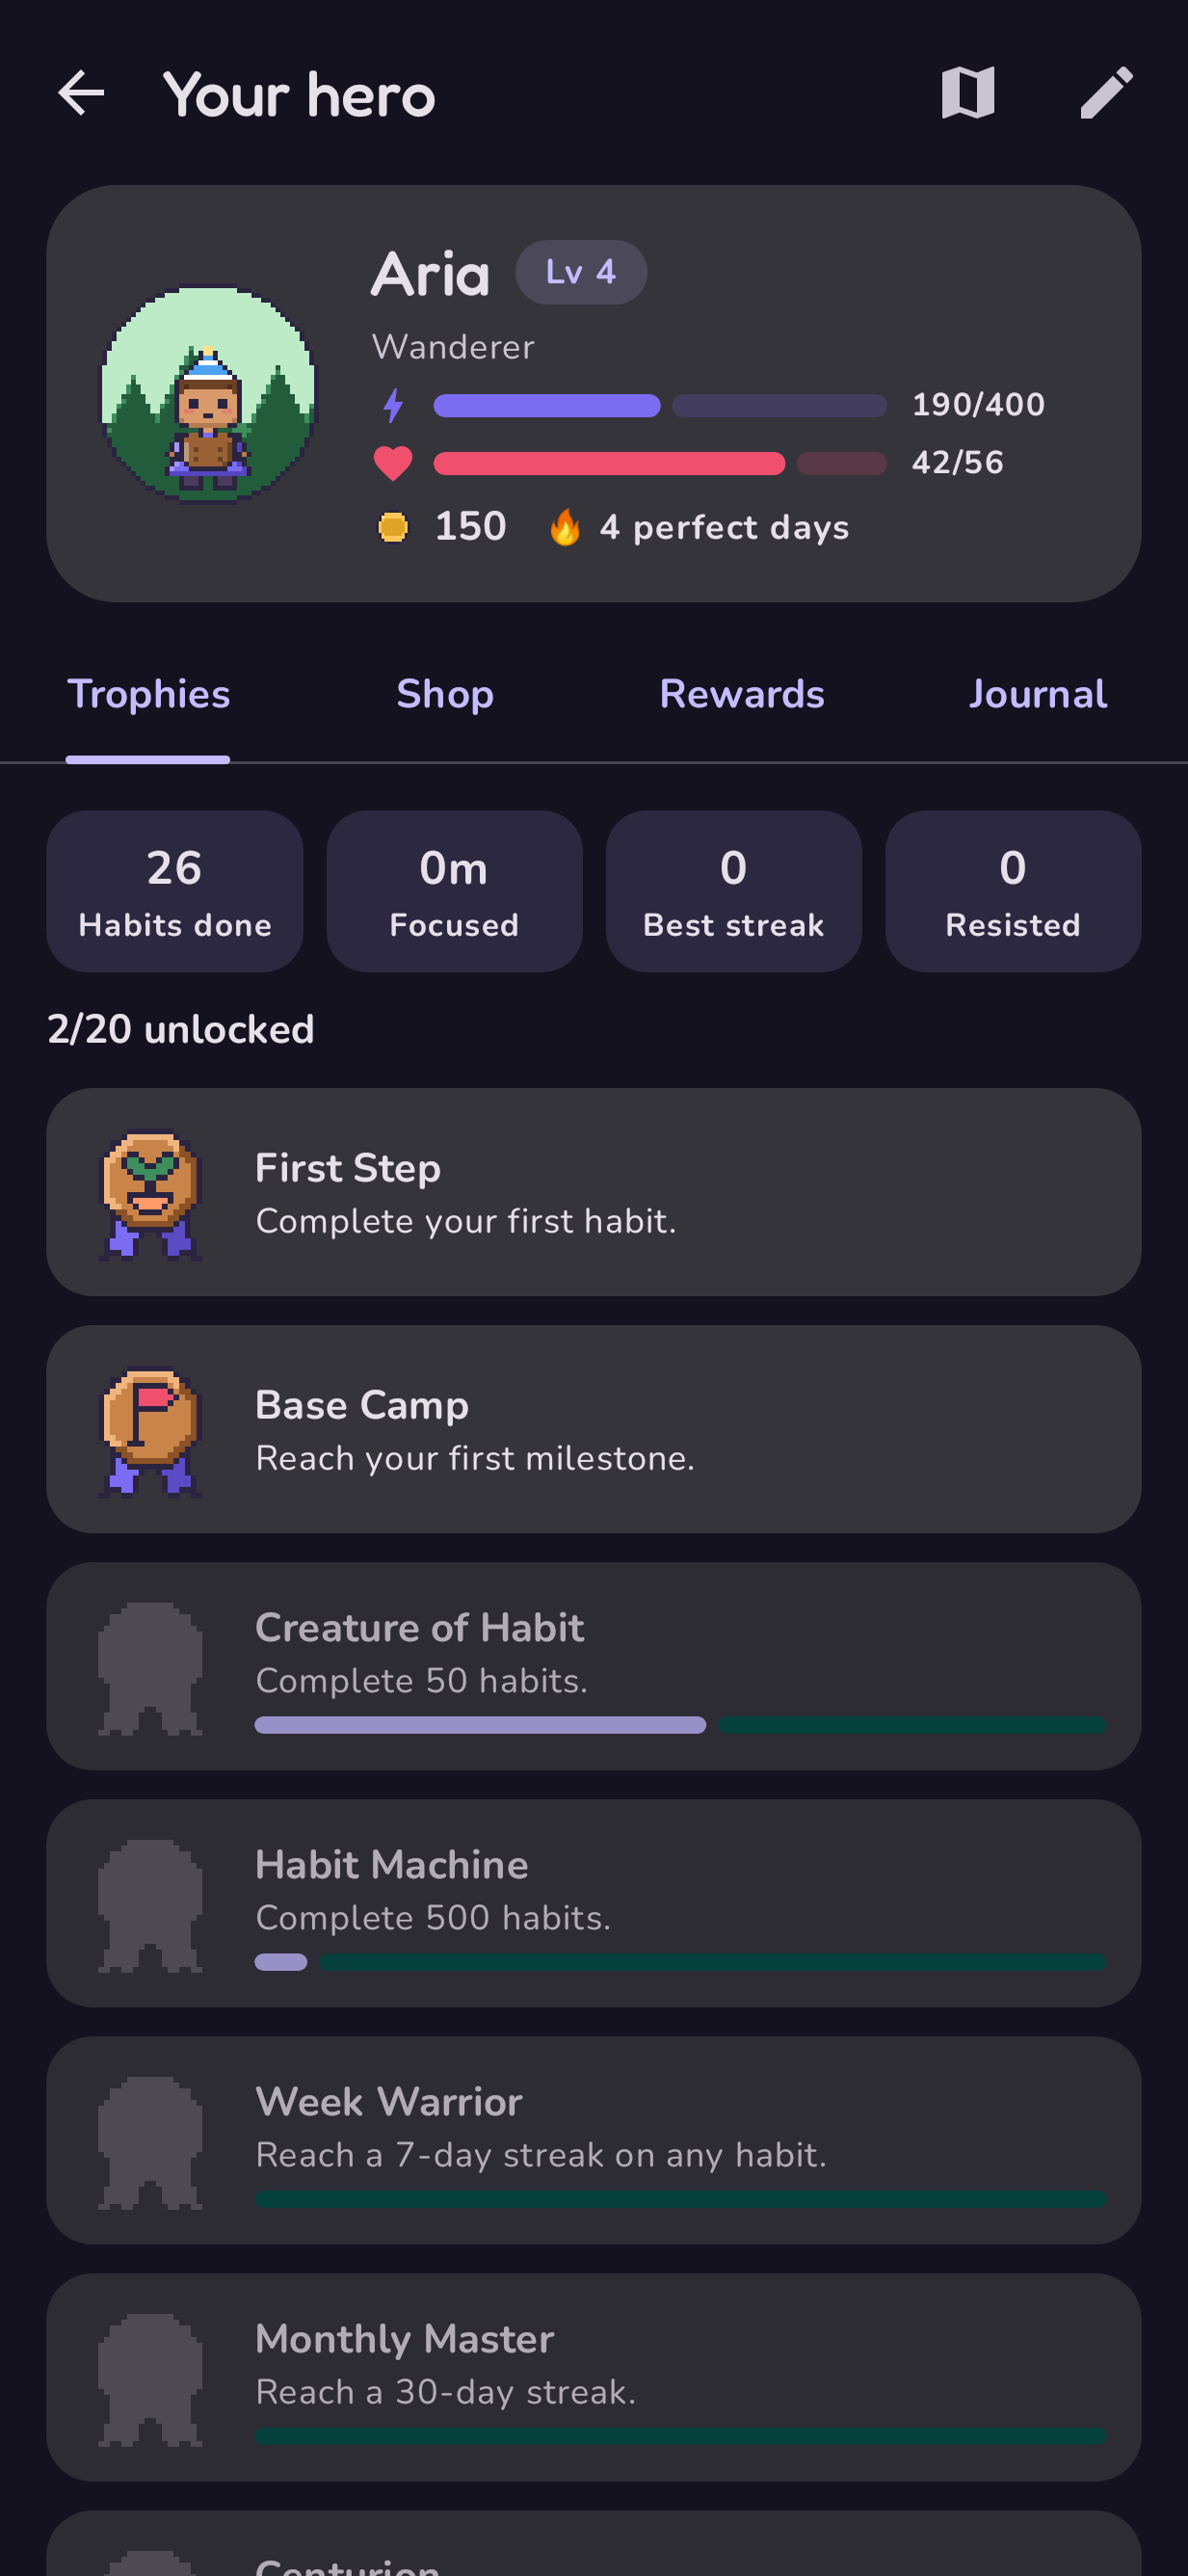 Your hero
Aria
Lv 4
Wanderer
190/400
42/56
150
4 perfect days
Trophies
Shop
Rewards
Journal
26
Habits done
0m
Focused
0
Best streak
0
Resisted
2/20 unlocked
First Step
Complete your first habit.
Base Camp
Reach your first milestone.
Creature of Habit
Complete 50 habits.
Habit Machine
Complete 500 habits.
Week Warrior
Reach a 7-day streak on any habit.
Monthly Master
Reach a 30-day streak.
Centurion